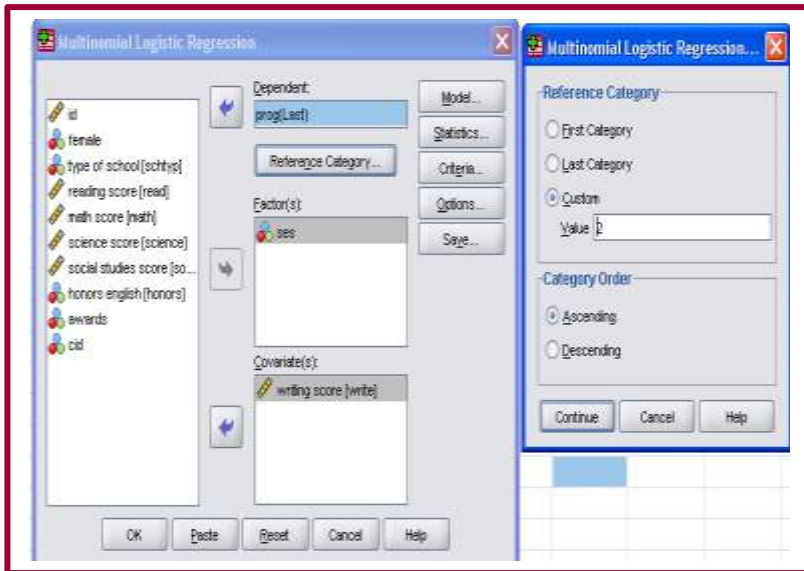 Multinomial Logistic Regression
id
female
type of school [schtyp]
reading score [read]
math score [math]
science score [science]
social studies score [so...
honors english [honors]
awards
cid
Dependent:
prog(Last)
Reference Category...
Factor(s):
ses
Covariate(s):
writing score [write]
Model...
Statistics...
Criteria...
Options...
Save...
OK
Paste
Reset
Cancel
Help
Multinomial Logistic Regression....
Reference Category
First Category
Last Category
Custom
Value 2
Category Order
Ascending
Descending
Continue
Cancel
Help